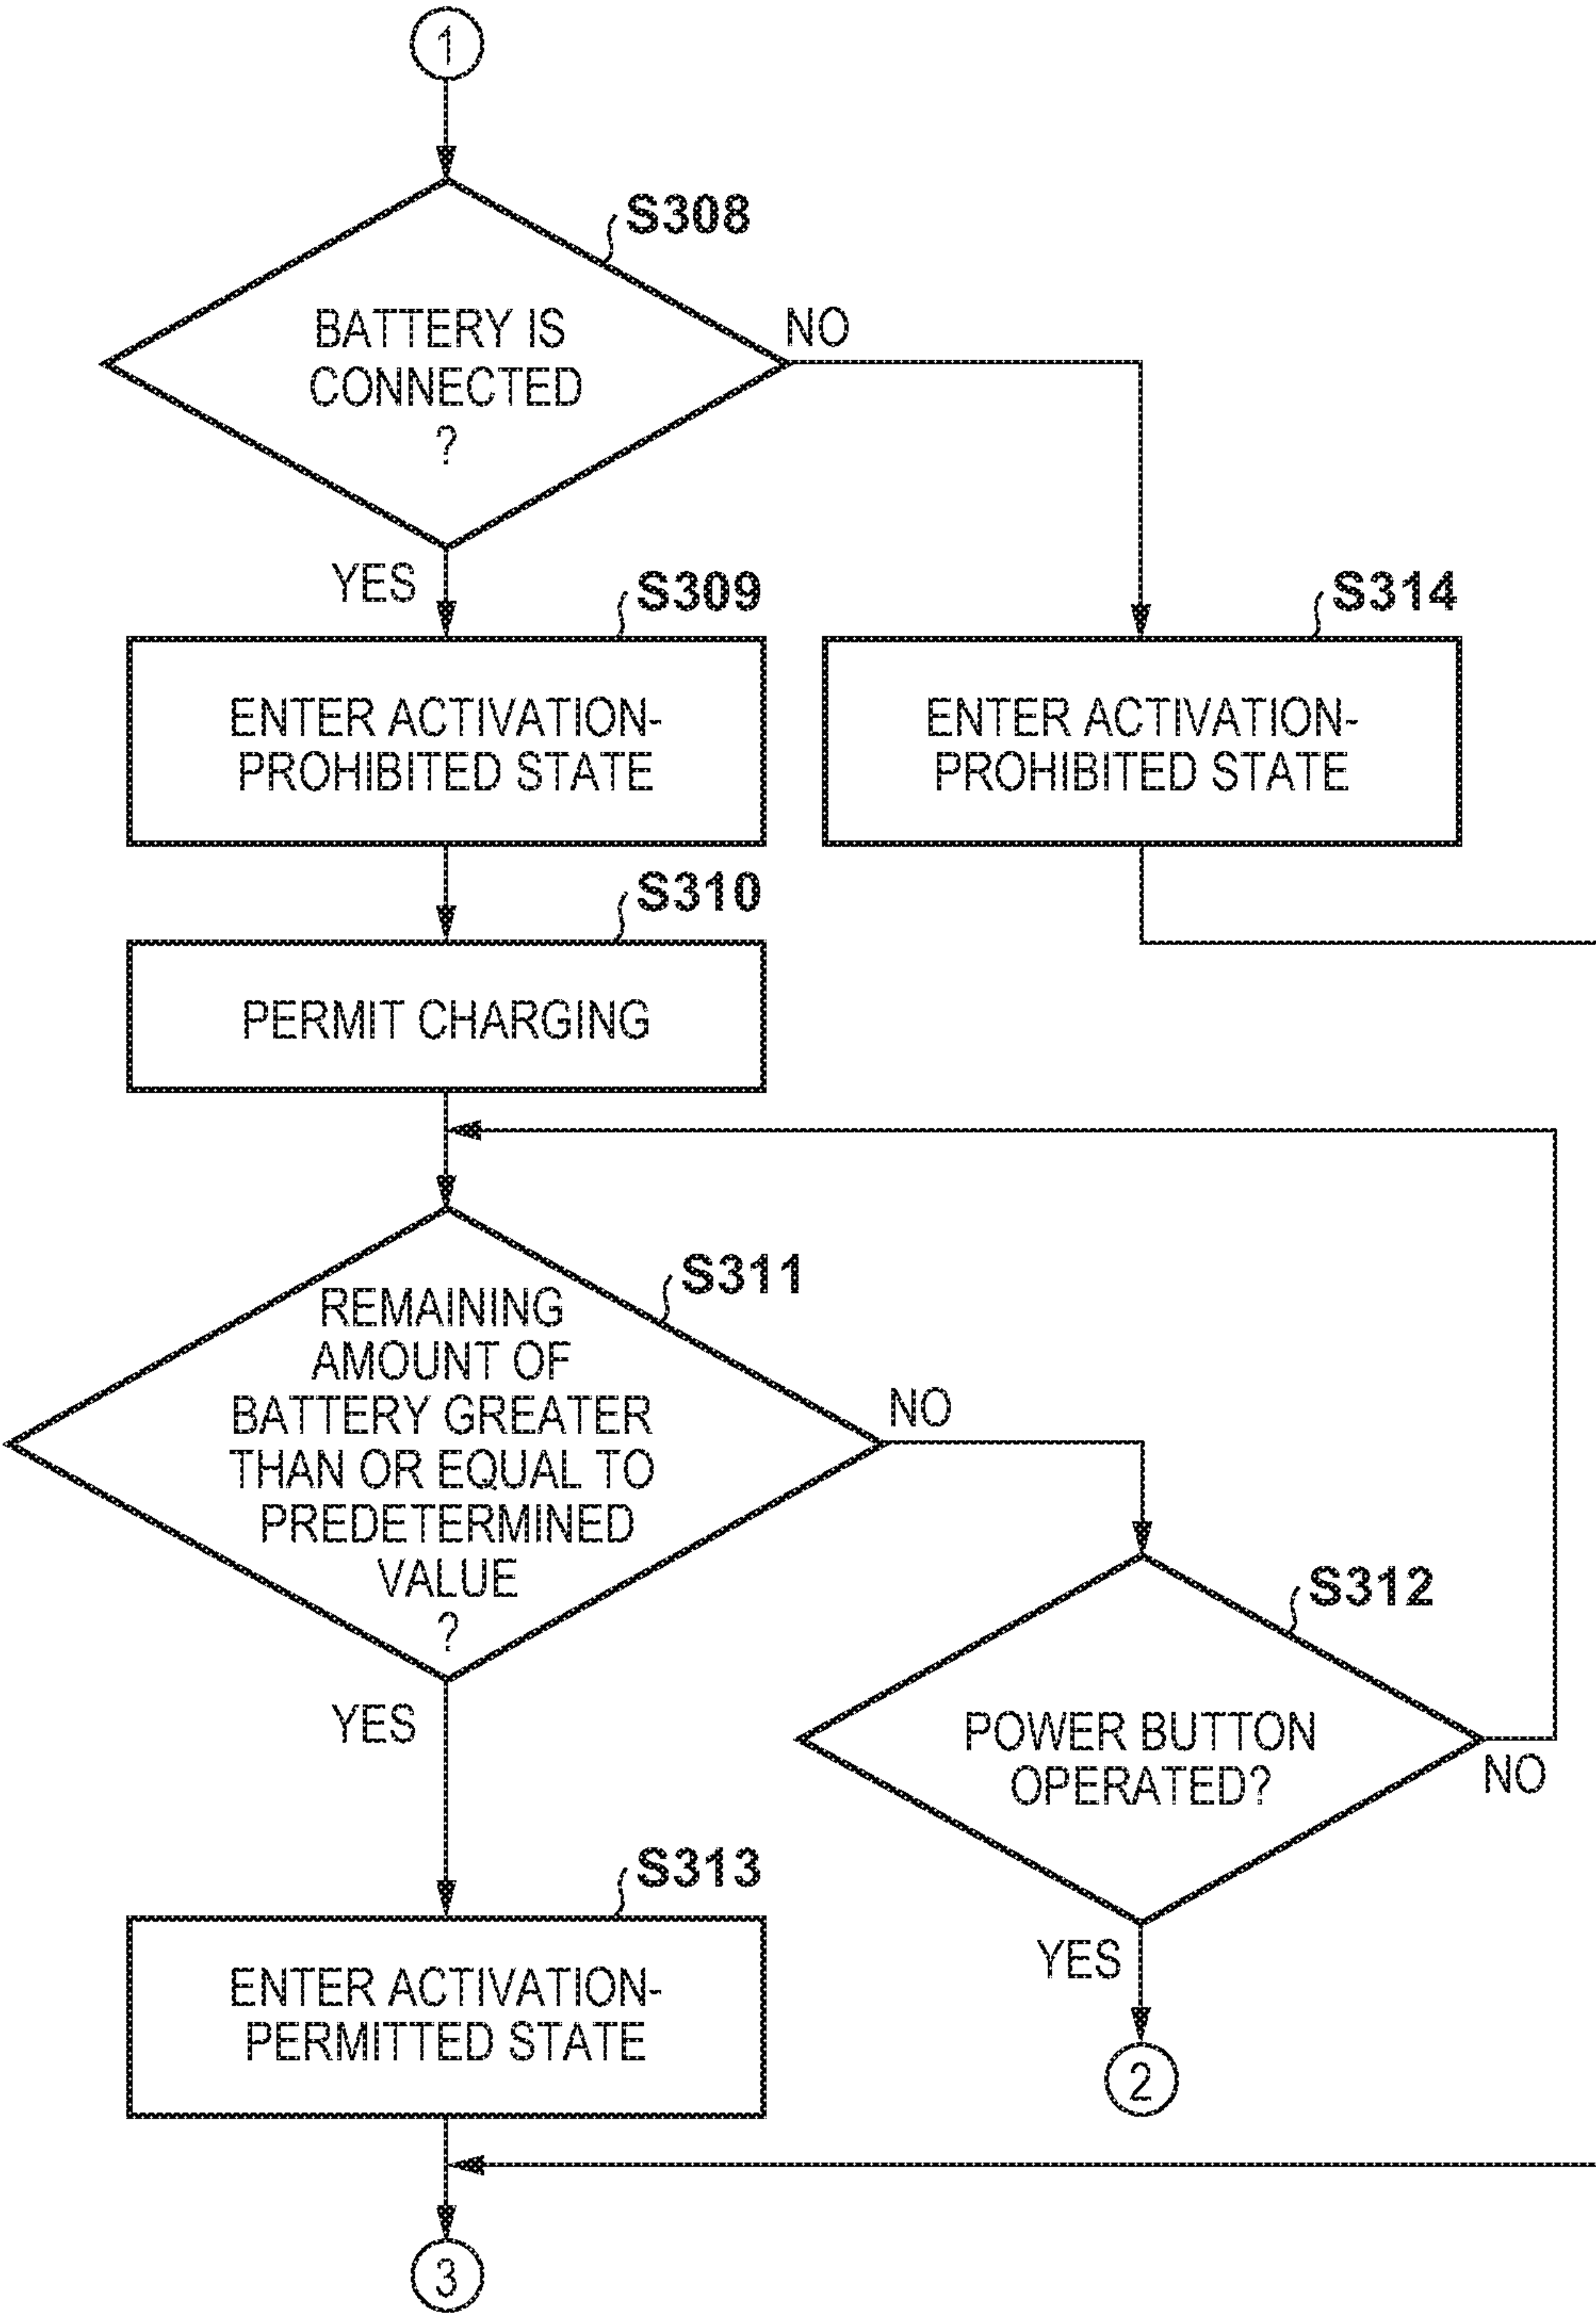 1
S308
BATTERY IS
CONNECTED
?
NO
YES
S309
ENTER ACTIVATION-
PROHIBITED STATE
S314
ENTER ACTIVATION-
PROHIBITED STATE
S310
PERMIT CHARGING
S311
REMAINING
AMOUNT OF
BATTERY GREATER
THAN OR EQUAL TO
PREDETERMINED
VALUE
?
NO
YES
S312
POWER BUTTON
OPERATED?
NO
YES
2
S313
ENTER ACTIVATION-
PERMITTED STATE
3